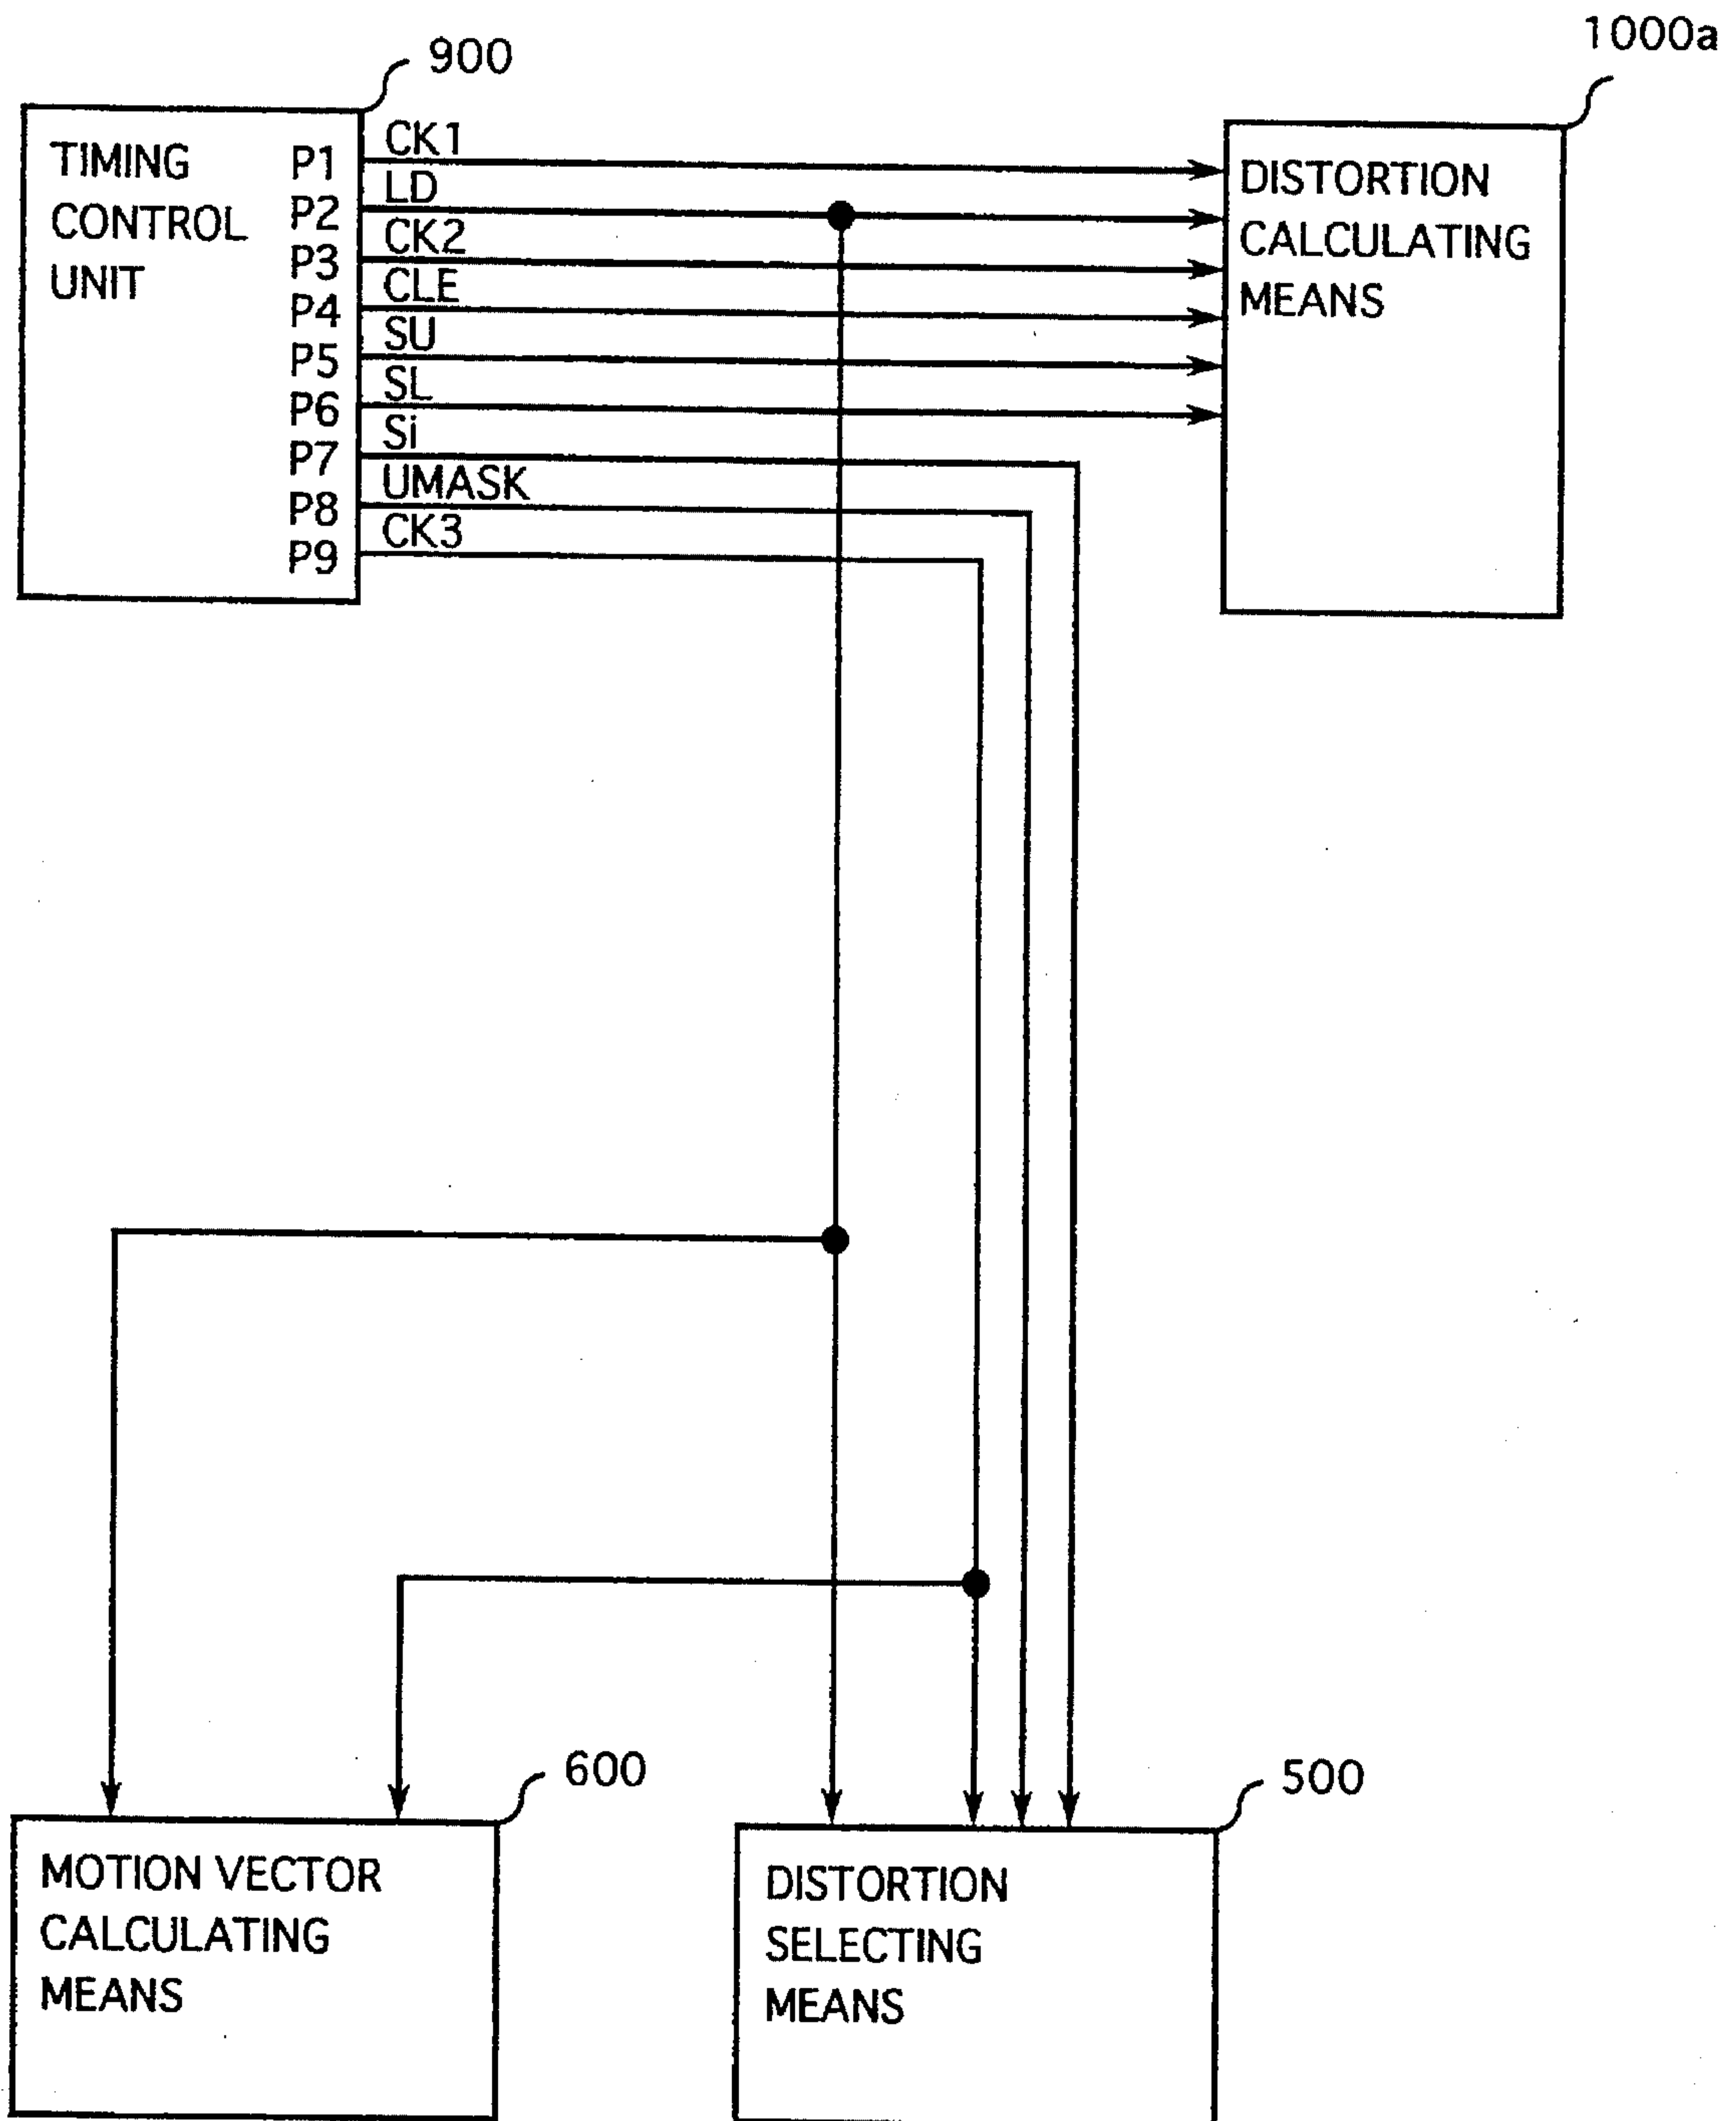 900
1000a
TIMING
CONTROL
UNIT
P1
P2
P3
P4
P5
P6
P7
P8
P9
CK1
LD
CK2
CLE
SU
SL
Si
UMASK
CK3
DISTORTION
CALCULATING
MEANS
600
MOTION VECTOR
CALCULATING
MEANS
500
DISTORTION
SELECTING
MEANS